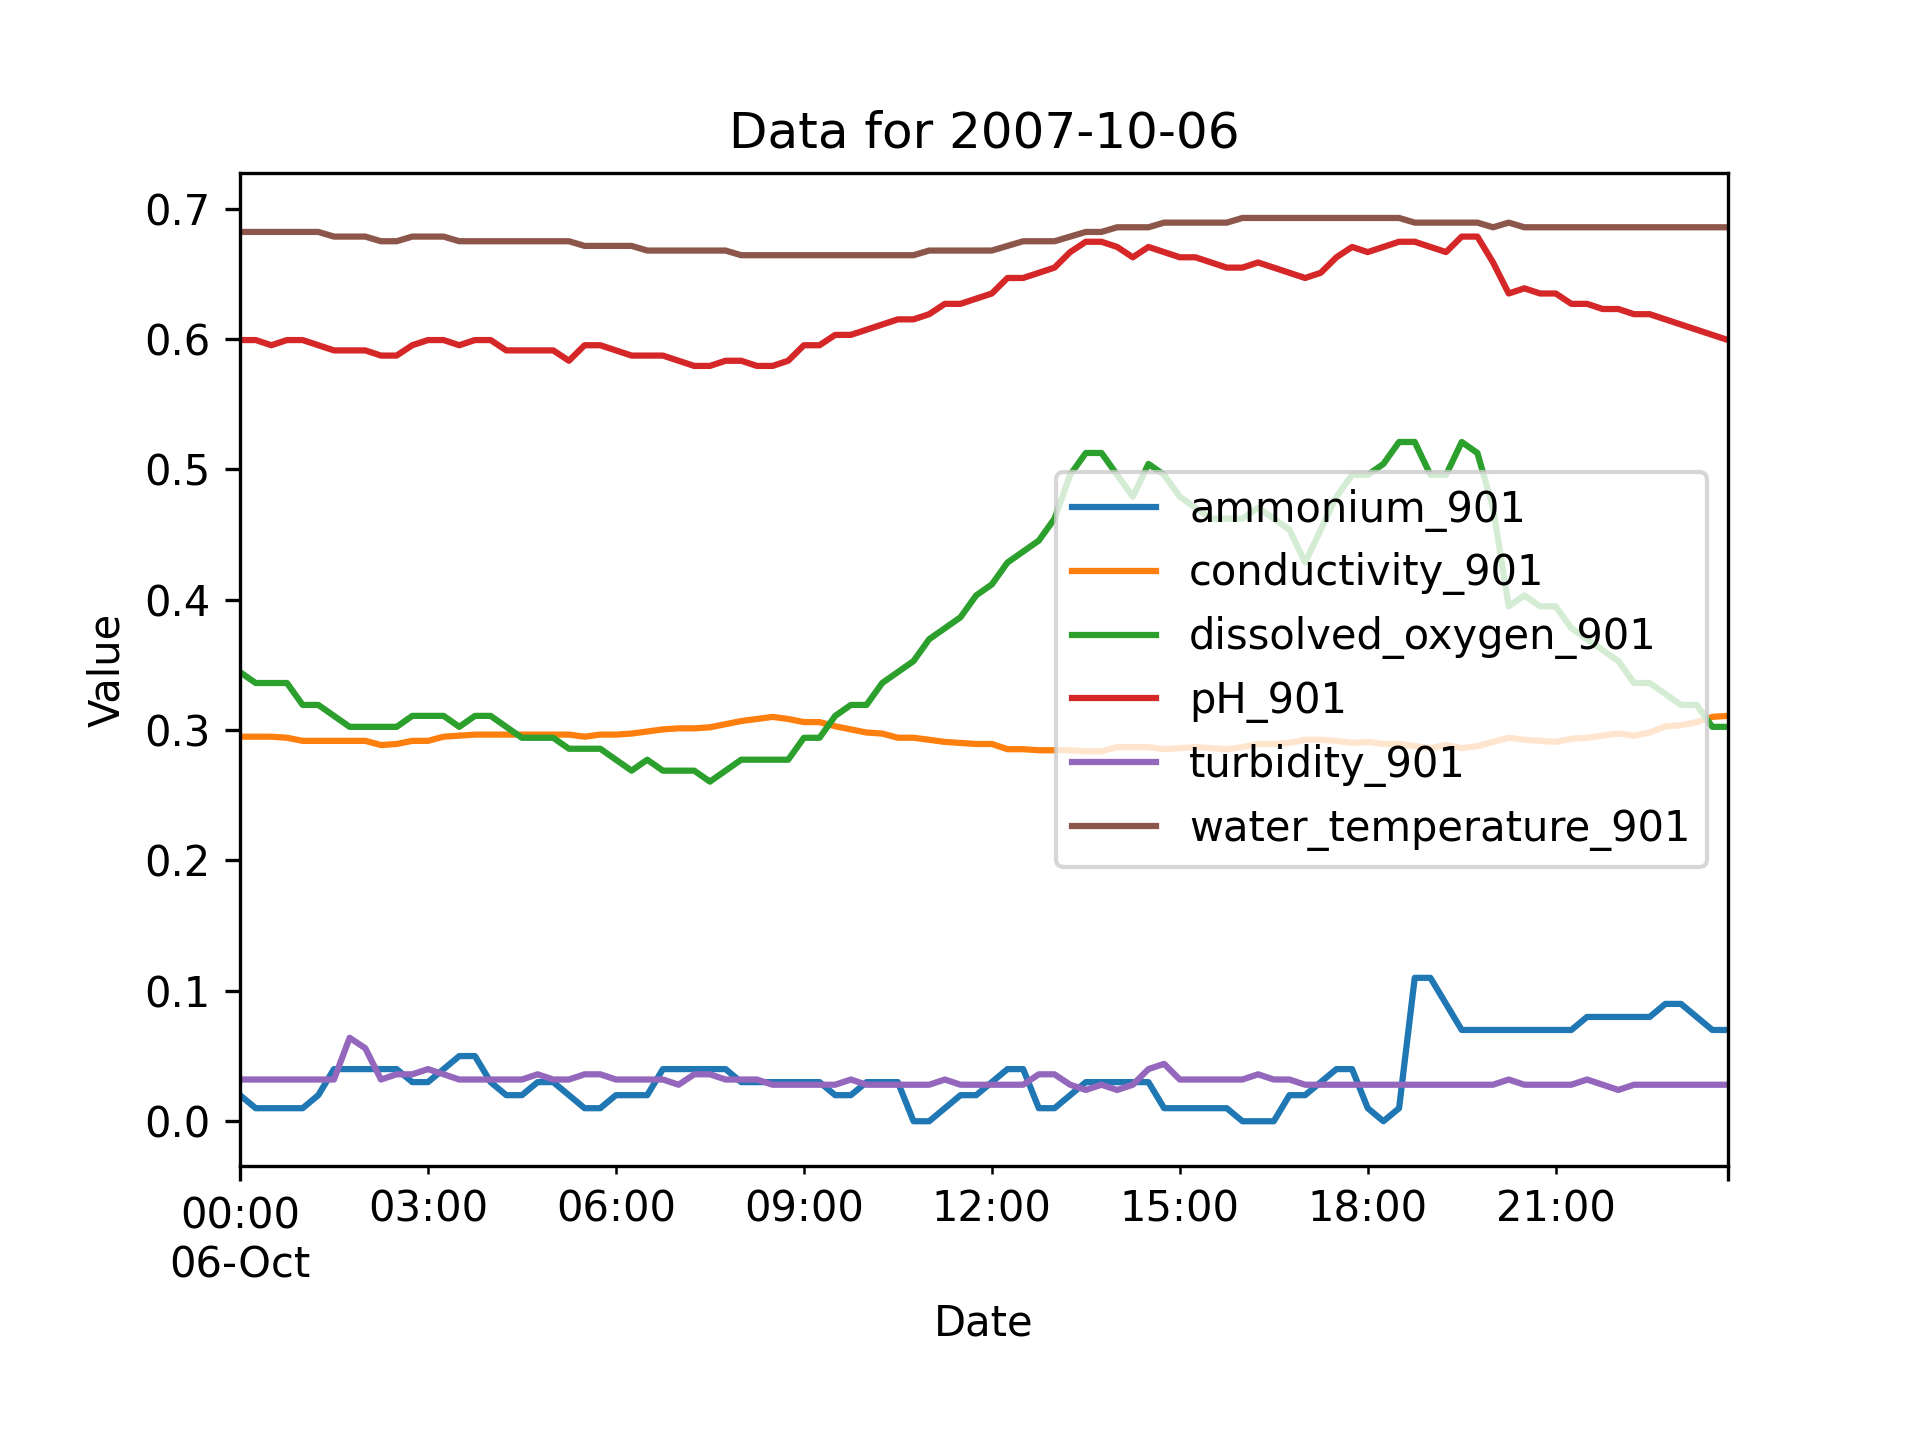 Data for 2007-10-06
Value
0.7
0.6
0.5
0.4
0.3
0.2
0.1
0.0
ammonium_901
conductivity_901
dissolved_oxygen_901
pH_901
turbidity_901
water_temperature_901
00:00 03:00 06:00 09:00 12:00 15:00 18:00 21:00
06-Oct
Date